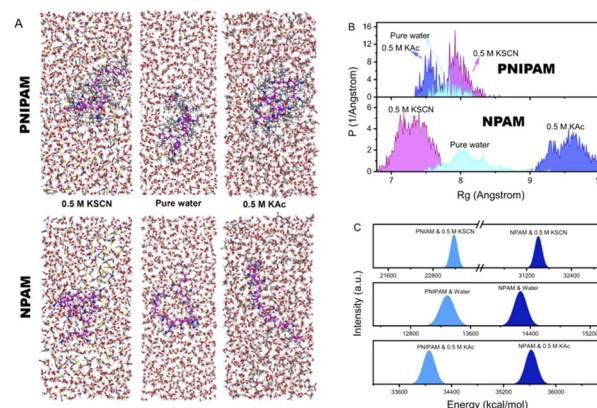 A
PNIPAM
0.5 M KSCN Pure water 0.5 M KAc
NPAM
B
Pure water
0.5 M KAc
0.5 M KSCN
PNIPAM
16
12
8
4
0
0.5 M KSCN
NPAM
0.5 M KAc
Pure water
6
4
2
0
P (1/Angstrom)
7 8 9 10
Rg (Angstrom)
C
PNIAM & 0.5 M KSCN NPAM & 0.5 M KSCN
21600 22800 31200 32400
PNIPAM & Water NPAM & Water
12800 13600 14400 15200
PNIPAM & 0.5 M KAc NPAM & 0.5 M KAc
33600 34400 35200 36000
Intensity (a.u.)
Energy (kcal/mol)